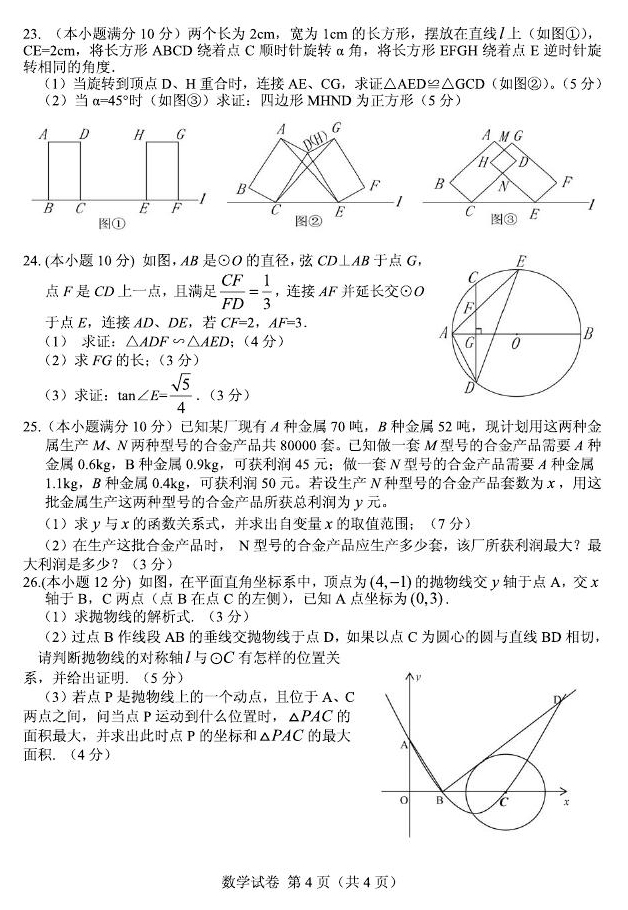 23. （本小题满分 10 分）两个长为 2cm，宽为 1cm 的长方形，摆放在直线 l 上（如图①），
CE=2cm，将长方形 ABCD 绕着点 C 顺时针旋转 α 角，将长方形 EFGH 绕着点 E 逆时针旋
转相同的角度.
（1）当旋转到顶点 D、H 重合时，连接 AE、CG，求证△AED≌△GCD（如图②）。（5 分）
（2）当 α=45°时（如图③）求证：四边形 MHND 为正方形（5 分）
A D H G
B C E F l
图①
A G
D(H)
B F
C E l
图②
A M G
H D
B N F
C E l
图③
24. (本小题 10 分) 如图，AB 是⊙O 的直径，弦 CD⊥AB 于点 G，
点 F 是 CD 上一点，且满足 CF/FD = 1/3，连接 AF 并延长交⊙O
于点 E，连接 AD、DE，若 CF=2，AF=3.
（1） 求证：△ADF∽△AED；（4 分）
（2）求 FG 的长；（3 分）
（3）求证：tan∠E=√5/4．（3 分）
E
C
F
A G O B
D
25.（本小题满分 10 分）已知某厂现有 A 种金属 70 吨，B 种金属 52 吨，现计划用这两种金
属生产 M、N 两种型号的合金产品共 80000 套。已知做一套 M 型号的合金产品需要 A 种
金属 0.6kg，B 种金属 0.9kg，可获利润 45 元；做一套 N 型号的合金产品需要 A 种金属
1.1kg，B 种金属 0.4kg，可获利润 50 元。若设生产 N 种型号的合金产品套数为 x，用这
批金属生产这两种型号的合金产品所获总利润为 y 元。
（1）求 y 与 x 的函数关系式，并求出自变量 x 的取值范围；（7 分）
（2）在生产这批合金产品时， N 型号的合金产品应生产多少套，该厂所获利润最大？最
大利润是多少？（3 分）
26.(本小题 12 分) 如图，在平面直角坐标系中，顶点为 (4,−1) 的抛物线交 y 轴于点 A，交 x
轴于 B，C 两点（点 B 在点 C 的左侧），已知 A 点坐标为 (0,3)．
（1）求抛物线的解析式.（3 分）
（2）过点 B 作线段 AB 的垂线交抛物线于点 D，如果以点 C 为圆心的圆与直线 BD 相切，
请判断抛物线的对称轴 l 与⊙C 有怎样的位置关
系，并给出证明.（5 分）
（3）若点 P 是抛物线上的一个动点，且位于 A、C
两点之间，问当点 P 运动到什么位置时，△PAC 的
面积最大，并求出此时点 P 的坐标和△PAC 的最大
面积.（4 分）
y
D
A
O B C x
数学试卷 第 4 页（共 4 页）